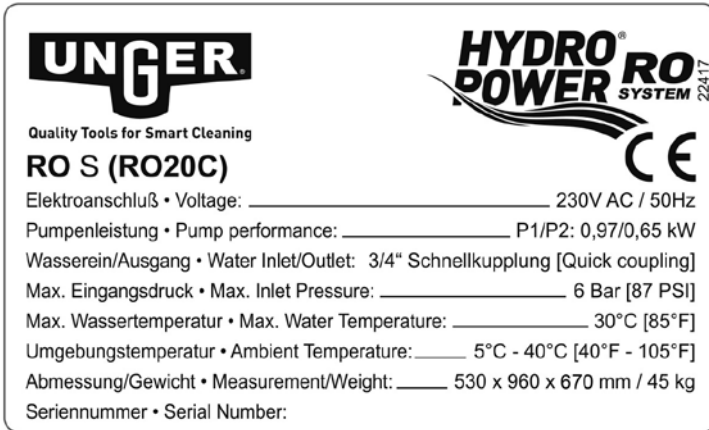 UNGER®
Quality Tools for Smart Cleaning
HYDRO®
POWER RO
SYSTEM
22417
CE
RO S (RO20C)
Elektroanschluß • Voltage: 230V AC / 50Hz
Pumpenleistung • Pump performance: P1/P2: 0,97/0,65 kW
Wasserein/Ausgang • Water Inlet/Outlet: 3/4“ Schnellkupplung [Quick coupling]
Max. Eingangsdruck • Max. Inlet Pressure: 6 Bar [87 PSI]
Max. Wassertemperatur • Max. Water Temperature: 30°C [85°F]
Umgebungstemperatur • Ambient Temperature: 5°C - 40°C [40°F - 105°F]
Abmessung/Gewicht • Measurement/Weight: 530 x 960 x 670 mm / 45 kg
Seriennummer • Serial Number: